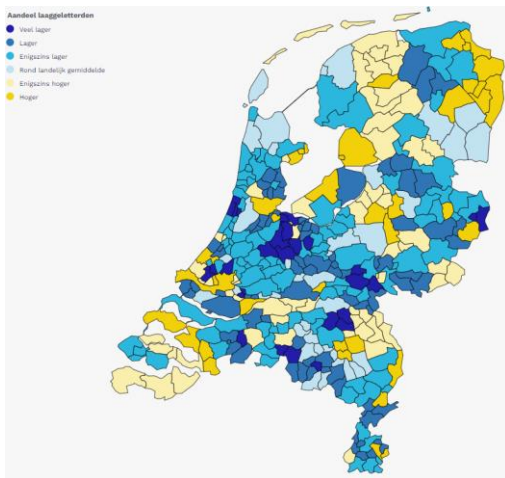 Aandeel laaggeletterden
Veel lager
Lager
Enigszins lager
Rond landelijk gemiddelde
Enigszins hoger
Hoger